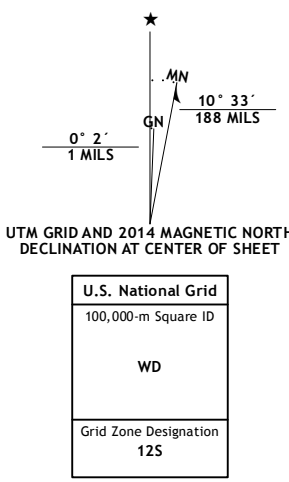 ★
MN
GN
10° 33´
188 MILS
0° 2´
1 MILS
UTM GRID AND 2014 MAGNETIC NORTH
DECLINATION AT CENTER OF SHEET
U.S. National Grid
100,000-m Square ID
WD
Grid Zone Designation
12S